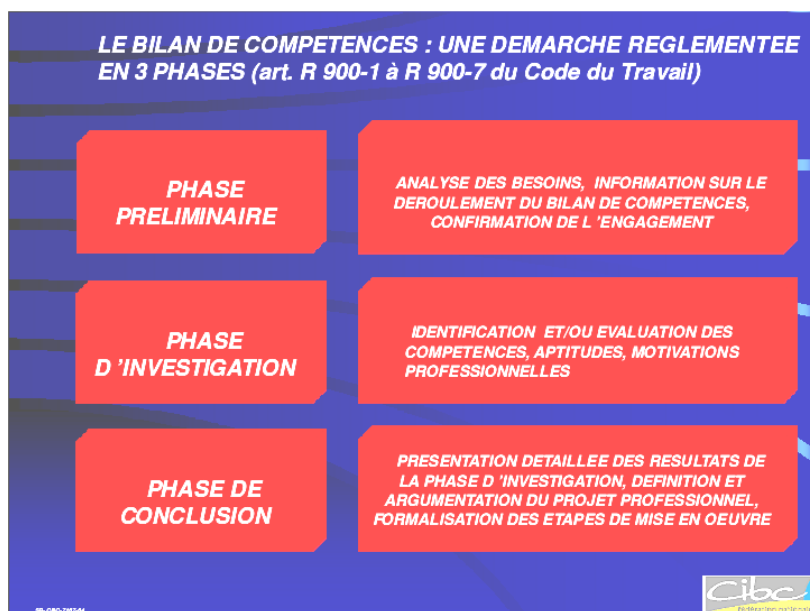 LE BILAN DE COMPETENCES : UNE DEMARCHE REGLEMENTEE
EN 3 PHASES (art. R 900-1 à R 900-7 du Code du Travail)
PHASE
PRELIMINAIRE
ANALYSE DES BESOINS, INFORMATION SUR LE
DEROULEMENT DU BILAN DE COMPETENCES,
CONFIRMATION DE L 'ENGAGEMENT
PHASE
D 'INVESTIGATION
IDENTIFICATION ET/OU EVALUATION DES
COMPETENCES, APTITUDES, MOTIVATIONS
PROFESSIONNELLES
PHASE DE
CONCLUSION
PRESENTATION DETAILLEE DES RESULTATS DE
LA PHASE D 'INVESTIGATION, DEFINITION ET
ARGUMENTATION DU PROJET PROFESSIONNEL,
FORMALISATION DES ETAPES DE MISE EN OEUVRE
Cibc